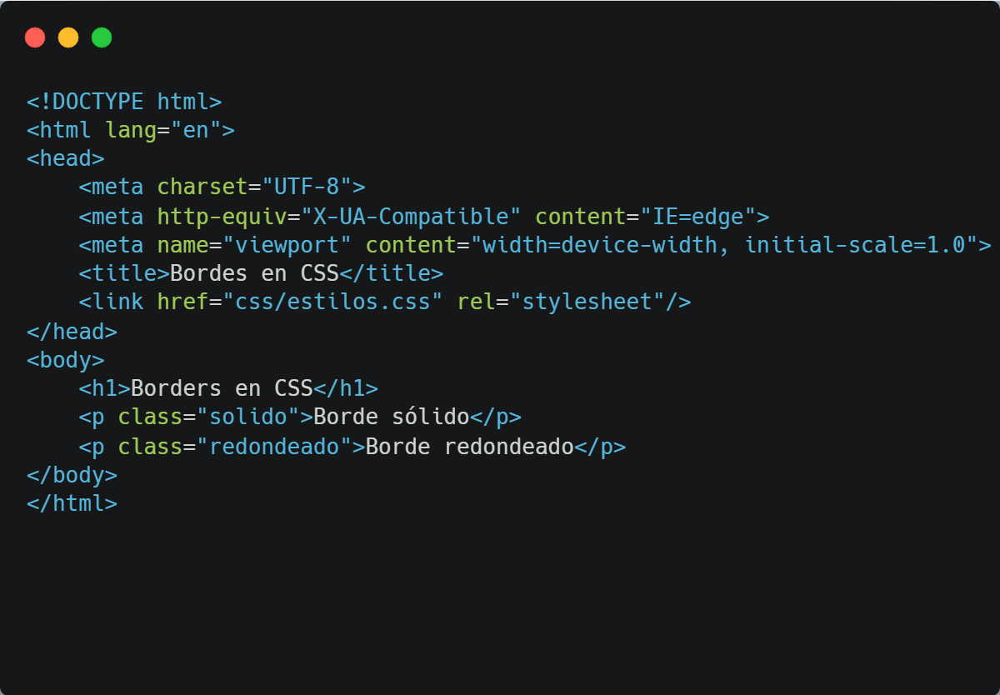 <!DOCTYPE html>
<html lang="en">
<head>
    <meta charset="UTF-8">
    <meta http-equiv="X-UA-Compatible" content="IE=edge">
    <meta name="viewport" content="width=device-width, initial-scale=1.0">
    <title>Bordes en CSS</title>
    <link href="css/estilos.css" rel="stylesheet"/>
</head>
<body>
    <h1>Borders en CSS</h1>
    <p class="solido">Borde sólido</p>
    <p class="redondeado">Borde redondeado</p>
</body>
</html>